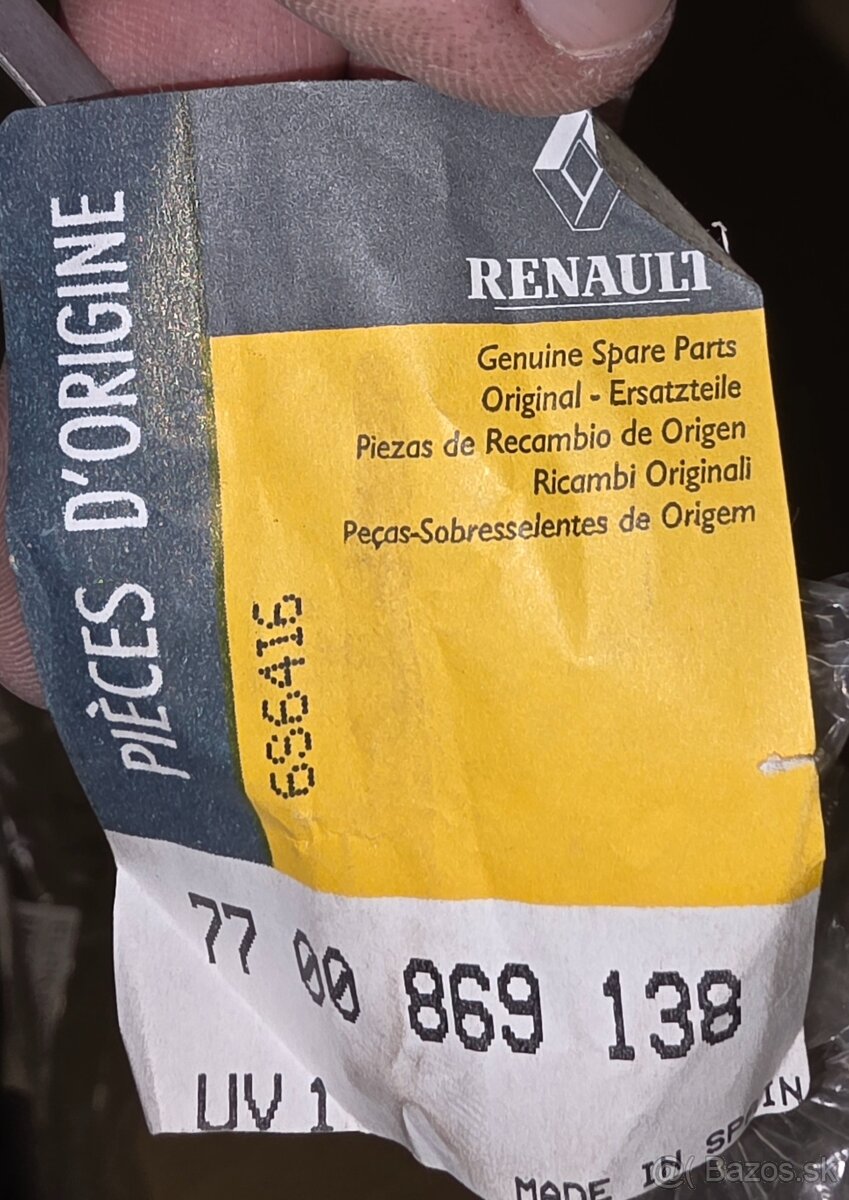 PIÈCES D'ORIGINE
RENAULT
Genuine Spare Parts
Original - Ersatzteile
Piezas de Recambio de Origen
Ricambi Originali
Peças-Sobresselentes de Origem
686416
77 00 869 138
UV 1
MADE IN SPAIN
@( Bazos.sk